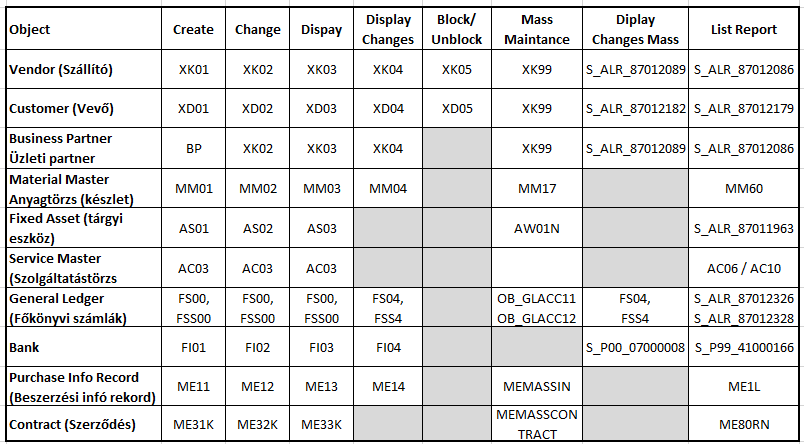 Object Create Change Dispay Display Changes Block/ Unblock Mass Maintance Diplay Changes Mass List Report
Vendor (Szállító) XK01 XK02 XK03 XK04 XK05 XK99 S_ALR_87012089 S_ALR_87012086
Customer (Vevő) XD01 XD02 XD03 XD04 XD05 XK99 S_ALR_87012182 S_ALR_87012179
Business Partner
Üzleti partner BP XK02 XK03 XK04 XK99 S_ALR_87012089 S_ALR_87012086
Material Master
Anyagtörzs (készlet) MM01 MM02 MM03 MM04 MM17 MM60
Fixed Asset (tárgyi
eszköz) AS01 AS02 AS03 AW01N S_ALR_87011963
Service Master
(Szolgáltatástörzs AC03 AC03 AC03 AC06 / AC10
General Ledger FS00, FS00, FS00, FS04, OB_GLACC11 FS04, S_ALR_87012326
(Főkönyvi számlák) FSS00 FSS00 FSS00 FSS4 OB_GLACC12 FSS4 S_ALR_87012328
Bank FI01 FI02 FI03 FI04 S_P00_07000008 S_P99_41000166
Purchase Info Record
(Beszerzési infó rekord) ME11 ME12 ME13 ME14 MEMASSIN ME1L
Contract (Szerződés) ME31K ME32K ME33K MEMASSCON
TRACT ME80RN